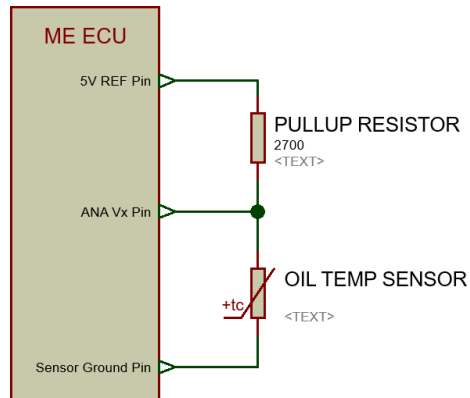 ME ECU
5V REF Pin
PULLUP RESISTOR
2700
<TEXT>
ANA Vx Pin
OIL TEMP SENSOR
+tc
<TEXT>
Sensor Ground Pin